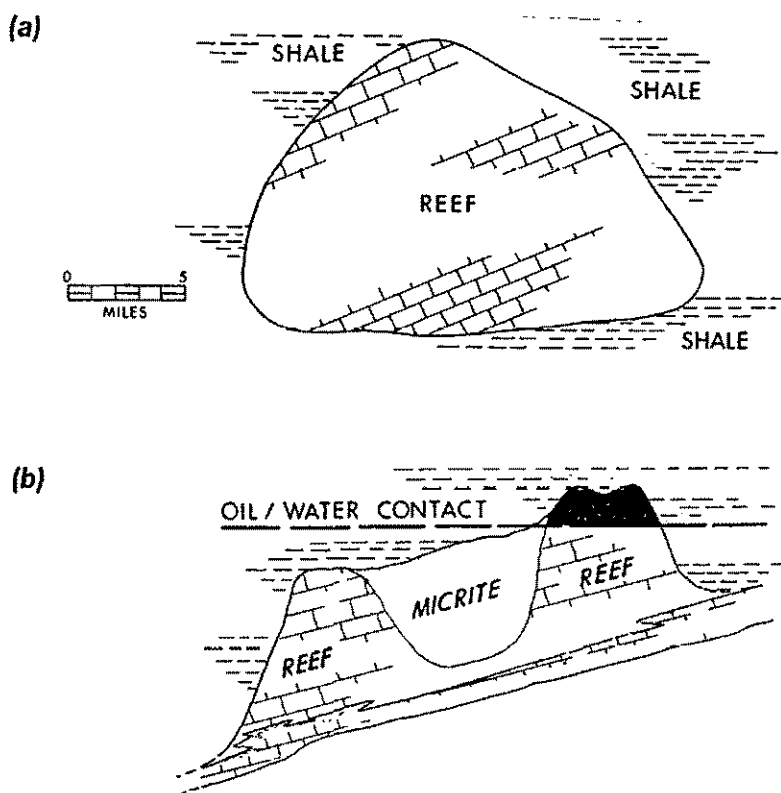 (a)
SHALE
SHALE
REEF
0 5
MILES
SHALE
(b)
OIL / WATER CONTACT
MICRITE
REEF
REEF